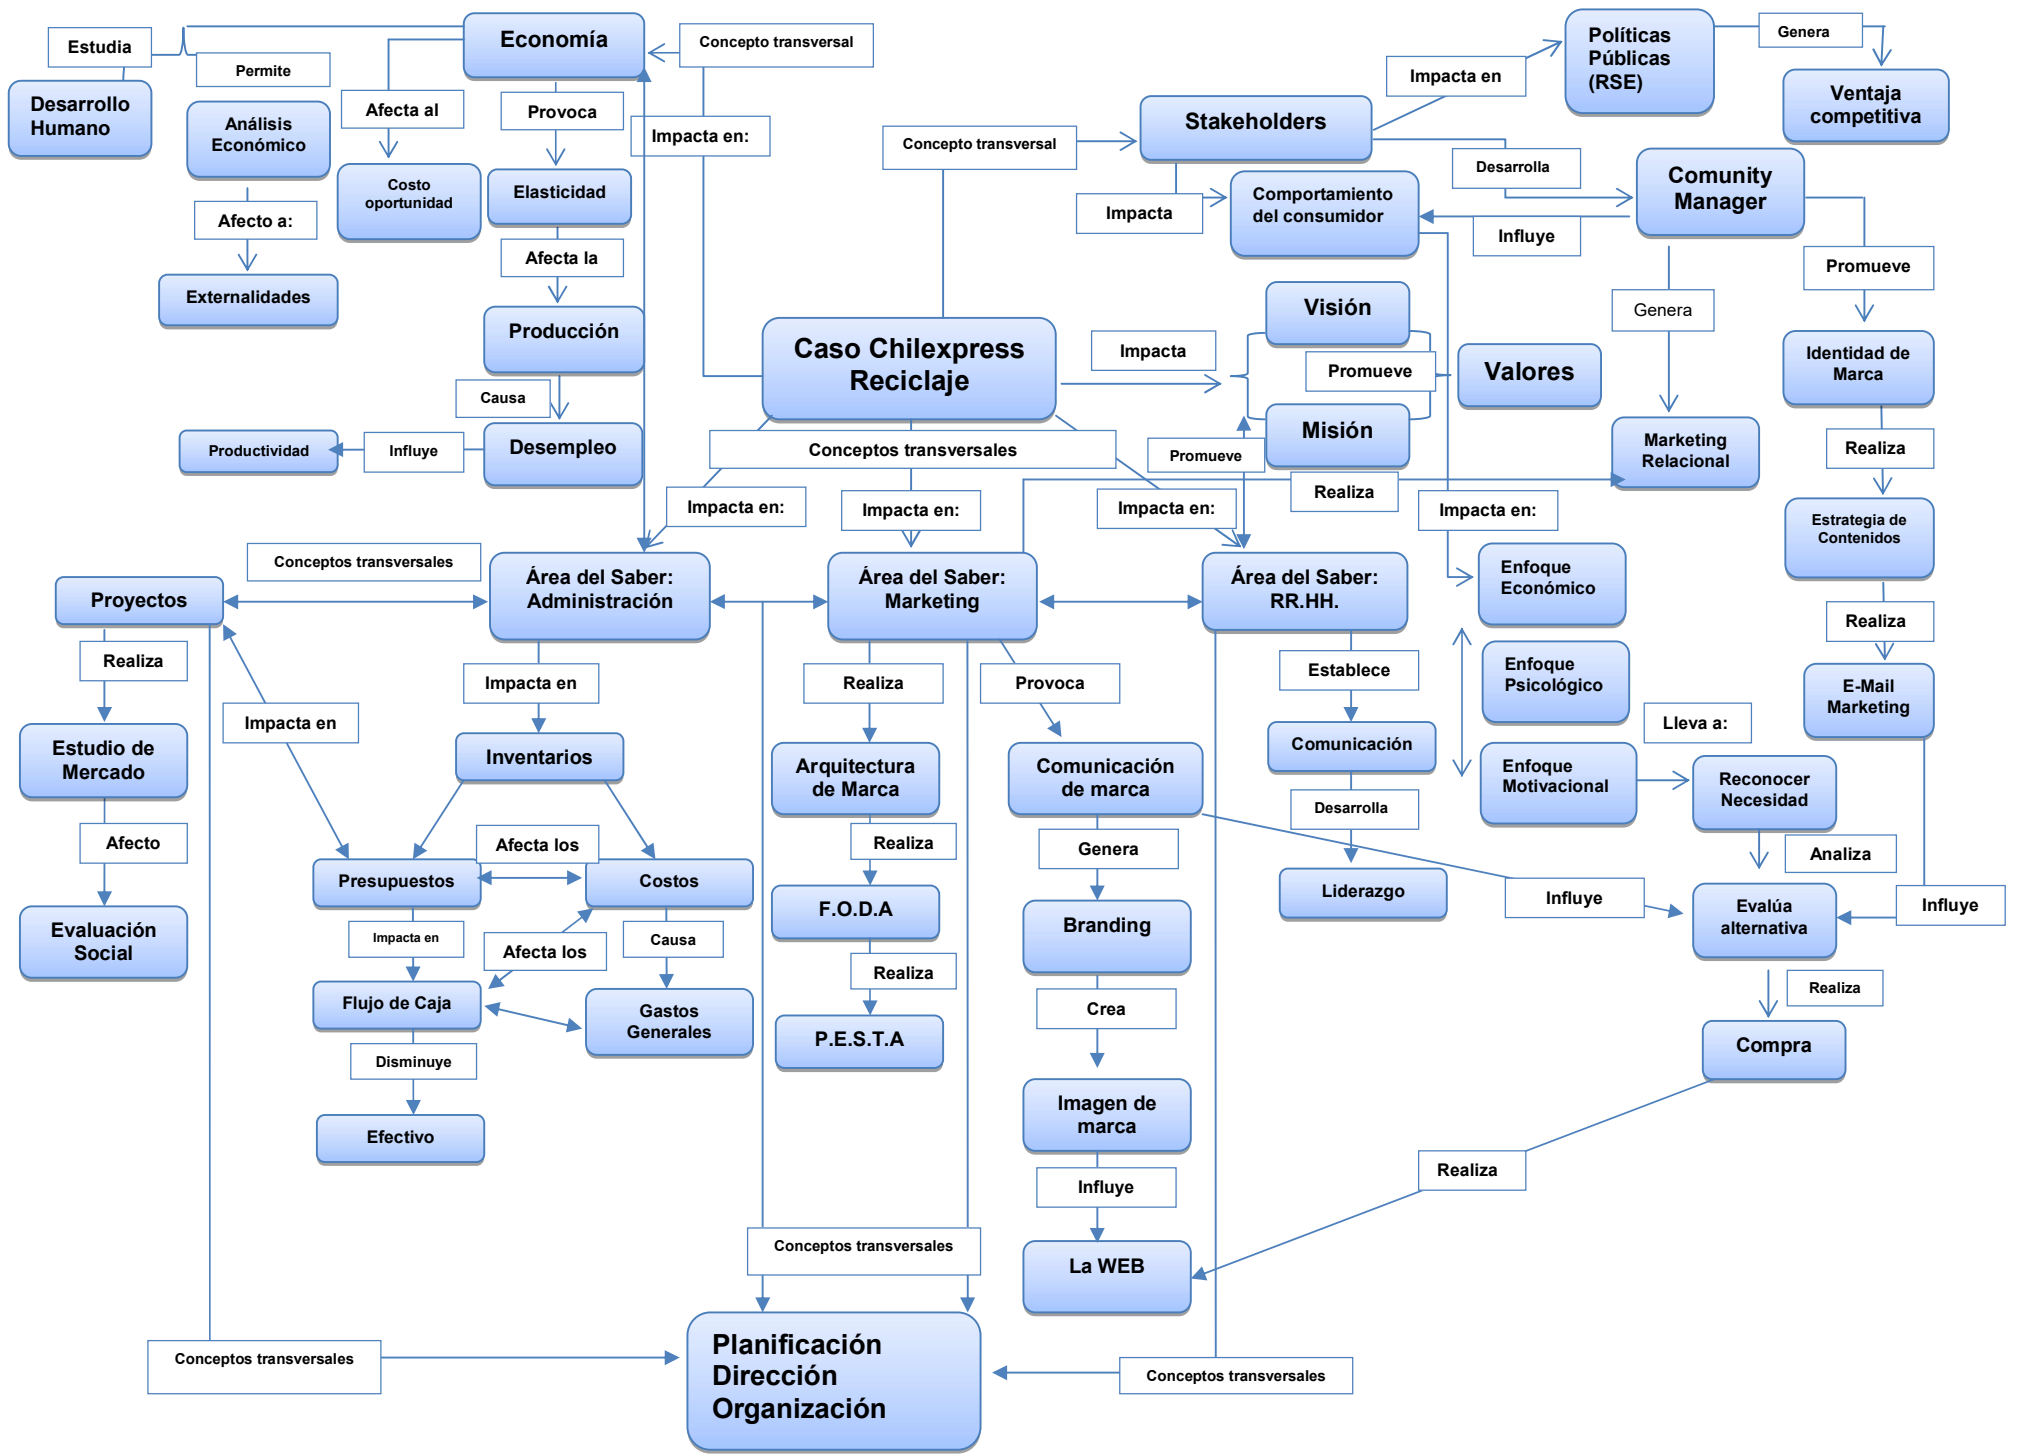 Estudia
Permite
Economía
Concepto transversal
Políticas
Públicas
(RSE)
Genera
Impacta en
Desarrollo
Humano
Análisis
Económico
Afecta al
Provoca
Impacta en:
Concepto transversal
Stakeholders
Ventaja
competitiva
Costo
oportunidad
Elasticidad
Desarrolla
Comunity
Manager
Impacta
Comportamiento
del consumidor
Afecto a:
Influye
Afecta la
Promueve
Externalidades
Visión
Genera
Producción
Caso Chilexpress
Reciclaje
Impacta
Promueve
Valores
Identidad de
Marca
Causa
Misión
Productividad
Influye
Desempleo
Conceptos transversales
Promueve
Marketing
Relacional
Realiza
Realiza
Impacta en:
Impacta en:
Impacta en:
Impacta en:
Estrategia de
Contenidos
Conceptos transversales
Área del Saber:
Administración
Área del Saber:
Marketing
Área del Saber:
RR.HH.
Enfoque
Económico
Proyectos
Realiza
Realiza
Impacta en
Realiza
Provoca
Establece
Enfoque
Psicológico
E-Mail
Marketing
Impacta en
Lleva a:
Estudio de
Mercado
Inventarios
Arquitectura
de Marca
Comunicación
de marca
Comunicación
Enfoque
Motivacional
Reconocer
Necesidad
Desarrolla
Afecto
Afecta los
Realiza
Genera
Analiza
Presupuestos
Costos
Liderazgo
Influye
Influye
F.O.D.A
Branding
Evalúa
alternativa
Evaluación
Social
Impacta en
Afecta los
Causa
Realiza
Realiza
Flujo de Caja
Gastos
Generales
Crea
P.E.S.T.A
Compra
Disminuye
Imagen de
marca
Efectivo
Realiza
Influye
Conceptos transversales
La WEB
Planificación
Dirección
Organización
Conceptos transversales
Conceptos transversales